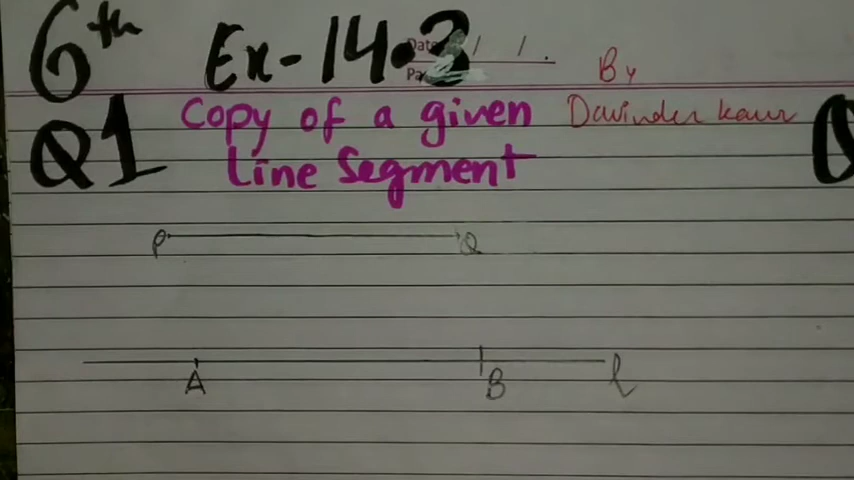 6th Ex-14.3
By
Q1 Copy of a given Davinder kaur
Line Segment
P Q
A B l